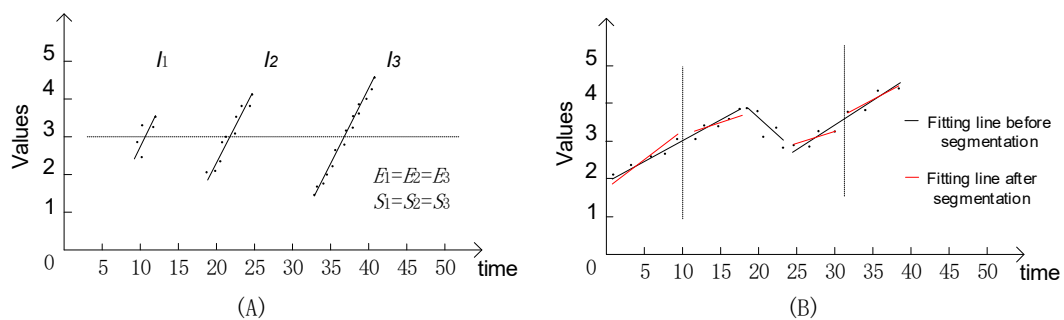 Values
5
4
3
2
1
0
I1 I2 I3
E1=E2=E3
S1=S2=S3
5 10 15 20 25 30 35 40 45 50 time
(A)
Values
5
4
3
2
1
0
Fitting line before
segmentation
Fitting line after
segmentation
5 10 15 20 25 30 35 40 45 50 time
(B)